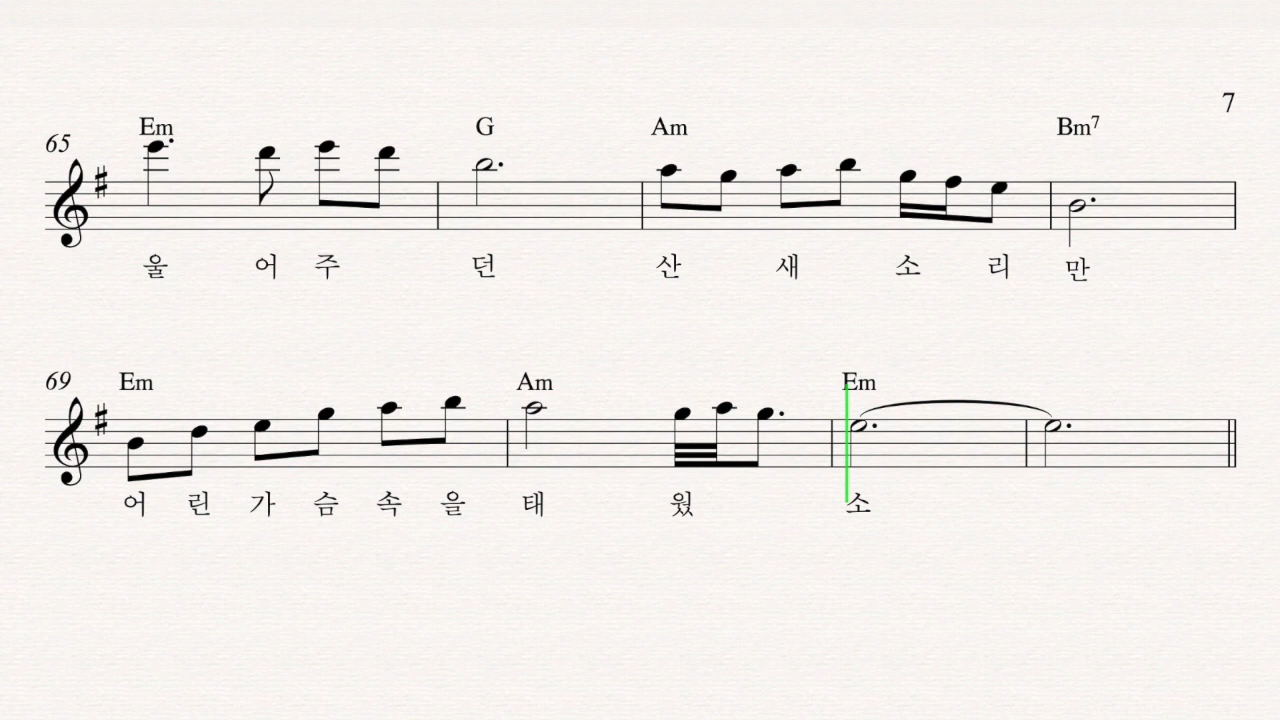 7
65 Em G Am Bm7
울 어 주 던 산 새 소 리 만
69 Em Am Em
어 린 가 슴 속 을 태 웠 소